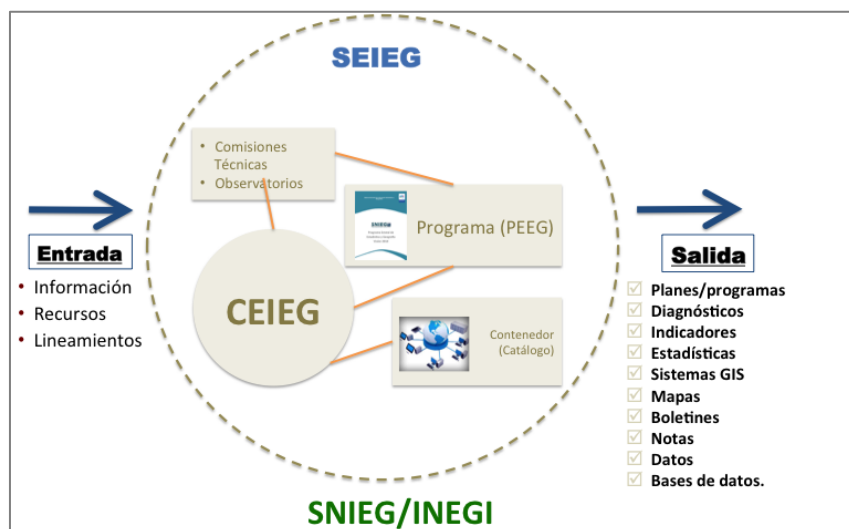 SEIEG
• Comisiones
Técnicas
• Observatorios
Programa (PEEG)
Entrada
• Información
• Recursos
• Lineamientos
CEIEG
Contenedor
(Catálogo)
Salida
Planes/programas
Diagnósticos
Indicadores
Estadísticas
Sistemas GIS
Mapas
Boletines
Notas
Datos
Bases de datos.
SNIEG/INEGI